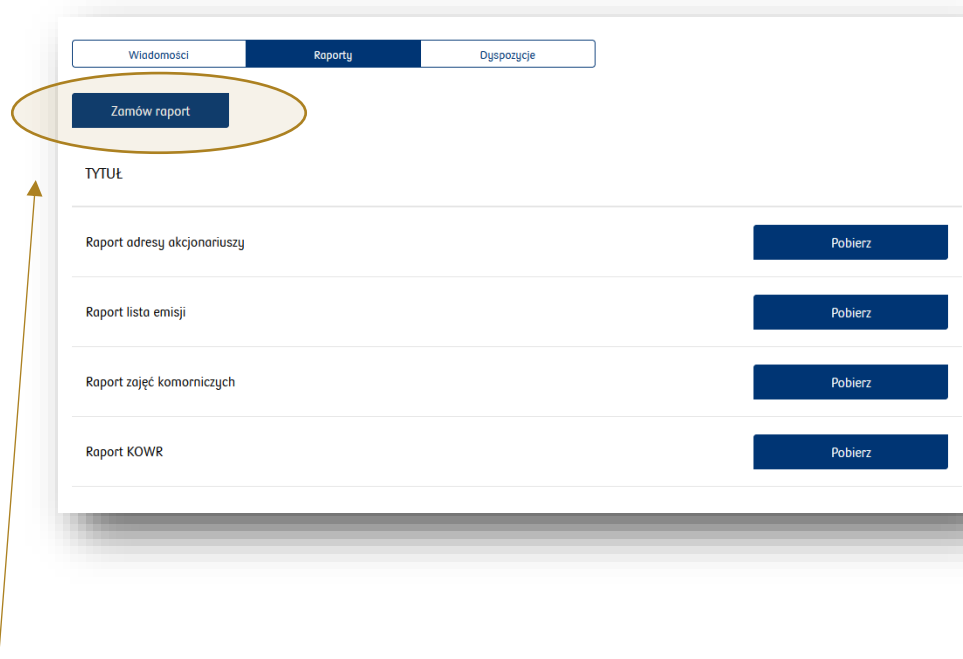 Wiadomości Raporty Dyspozycje
Zamów raport
TYTUŁ
Raport adresy akcjonariuszy Pobierz
Raport lista emisji Pobierz
Raport zajęć komorniczych Pobierz
Raport KOWR Pobierz